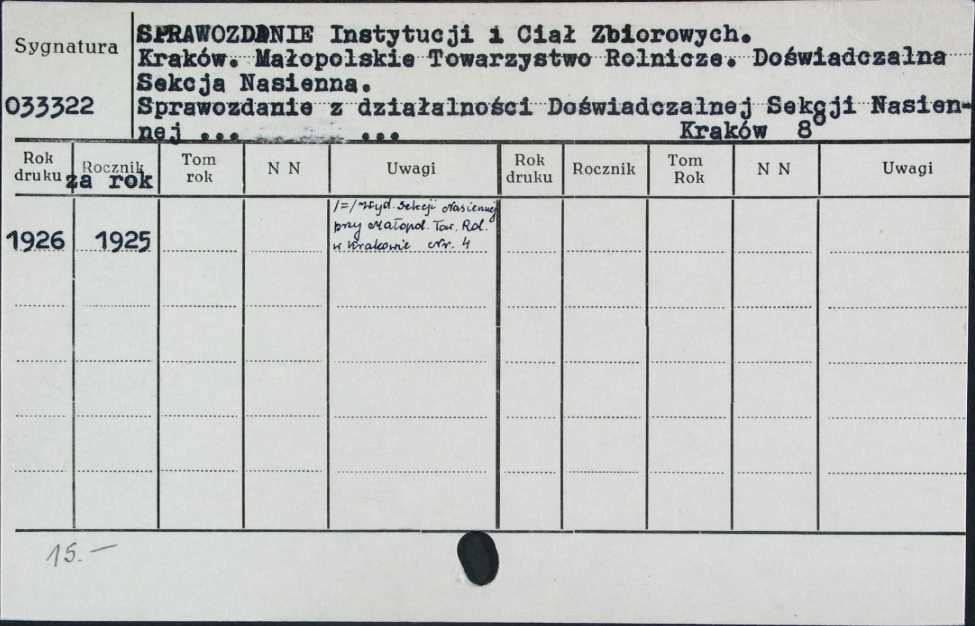 Sygnatura
033322
SPRAWOZDANIE Instytucji i Ciał Zbiorowych.
Kraków. Małopolskie Towarzystwo Rolnicze. Doświadczalna
Sekcja Nasienna.
Sprawozdanie z działalności Doświadczalnej Sekcji Nasien-
nej ... ... Kraków 8°
Rok druku Rocznik Tom rok N N Uwagi Rok druku Rocznik Tom Rok N N Uwagi
za rok
/=/ Wyd. Sekcji Nasiennej
przy Małopol. Tow. Rol.
1926 1925 w Krakowie Nr. 4
15.-